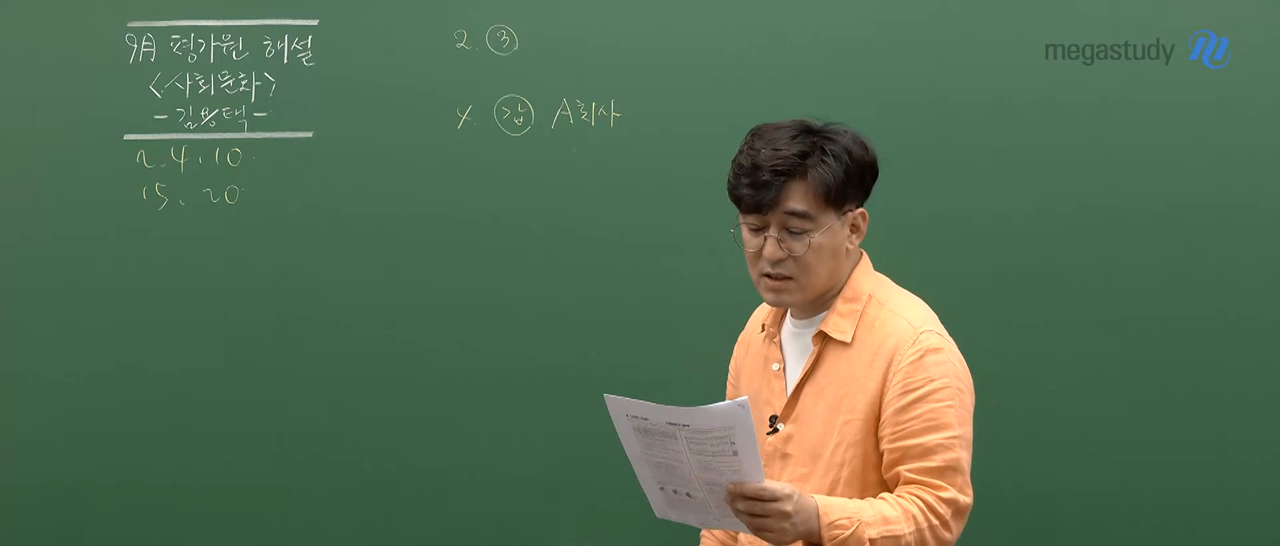 9月 평가원 해설
<사회문화>
-김용택-
2. 4. 10.
15. 20
2. ③
4. 갑 A회사
megastudy